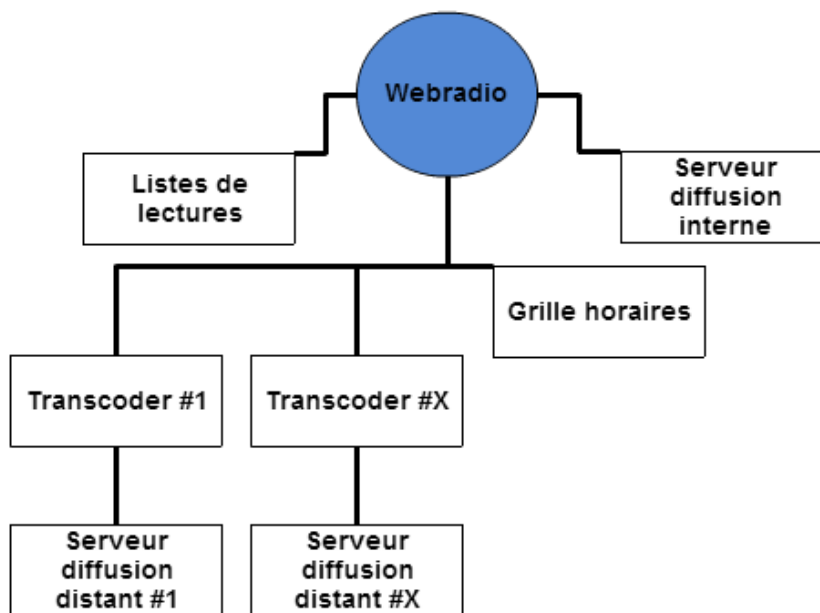 Webradio
Listes de
lectures
Serveur
diffusion
interne
Grille horaires
Transcoder #1
Transcoder #X
Serveur
diffusion
distant #1
Serveur
diffusion
distant #X